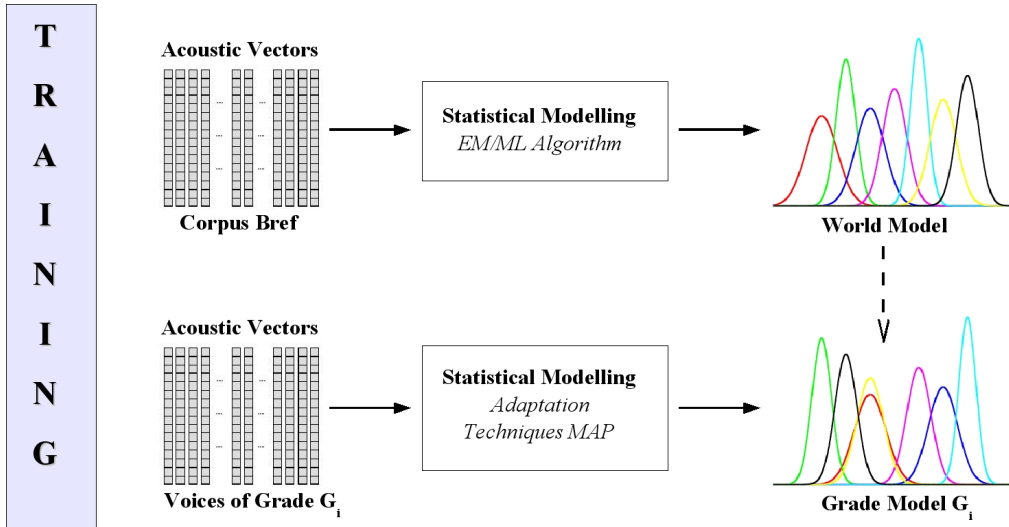 TRAINING
Acoustic Vectors
Corpus Bref
Statistical Modelling
EM/ML Algorithm
World Model
Acoustic Vectors
Voices of Grade Gi
Statistical Modelling
Adaptation
Techniques MAP
Grade Model Gi